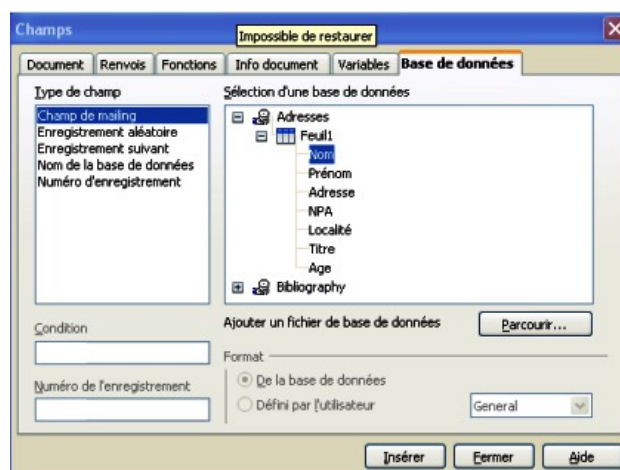 Champs
Impossible de restaurer
Document Renvois Fonctions Info document Variables Base de données
Type de champ
Champ de mailing
Enregistrement aléatoire
Enregistrement suivant
Nom de la base de données
Numéro d'enregistrement
Sélection d'une base de données
Adresses
Feuil1
Nom
Prénom
Adresse
NPA
Localité
Titre
Age
Bibliography
Ajouter un fichier de base de données Parcourir...
Condition
Numéro de l'enregistrement
Format
De la base de données
Défini par l'utilisateur General
Insérer Fermer Aide